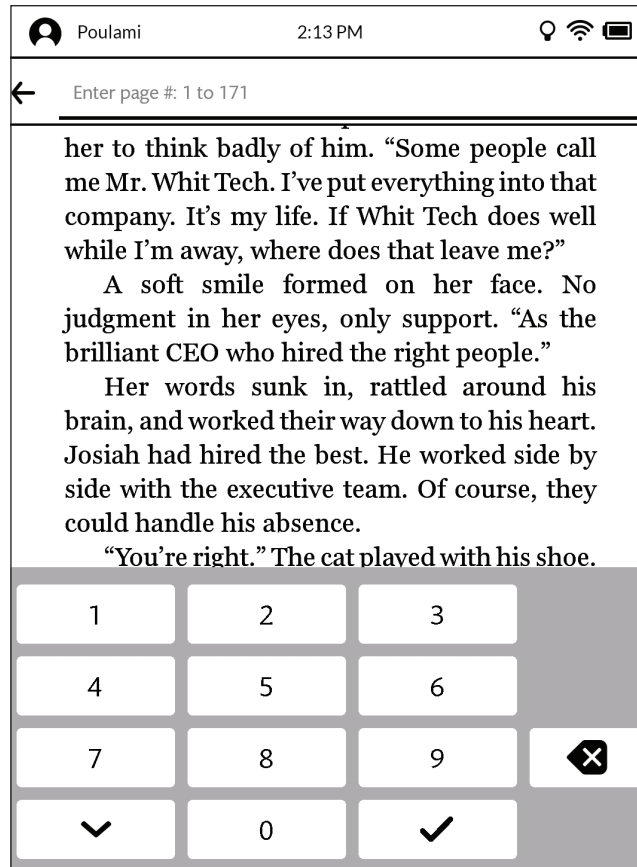 Poulami 2:13 PM
Enter page #: 1 to 171
her to think badly of him. “Some people call
me Mr. Whit Tech. I’ve put everything into that
company. It’s my life. If Whit Tech does well
while I’m away, where does that leave me?”
A soft smile formed on her face. No
judgment in her eyes, only support. “As the
brilliant CEO who hired the right people.”
Her words sunk in, rattled around his
brain, and worked their way down to his heart.
Josiah had hired the best. He worked side by
side with the executive team. Of course, they
could handle his absence.
“You’re right.” The cat played with his shoe.
1 2 3
4 5 6
7 8 9
0